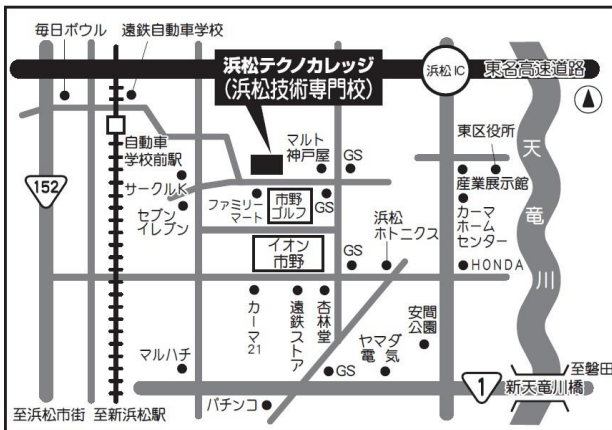 毎日ボウル
遠鉄自動車学校
浜松テクノカレッジ
(浜松技術専門校)
浜松IC
東名高速道路
自動車
学校前駅
サークルK
セブン
イレブン
152
マルト
神戸屋
GS
ファミリー
マート
市野
ゴルフ
GS
東区役所
産業展示館
カーマ
ホーム
センター
天竜川
イオン
市野
GS
浜松
ホトニクス
HONDA
カーマ21
遠鉄ストア
杏林堂
安間
公園
ヤマダ
電気
マルハチ
GS
パチンコ
1
新天竜川橋
至磐田
至浜松市街
至新浜松駅